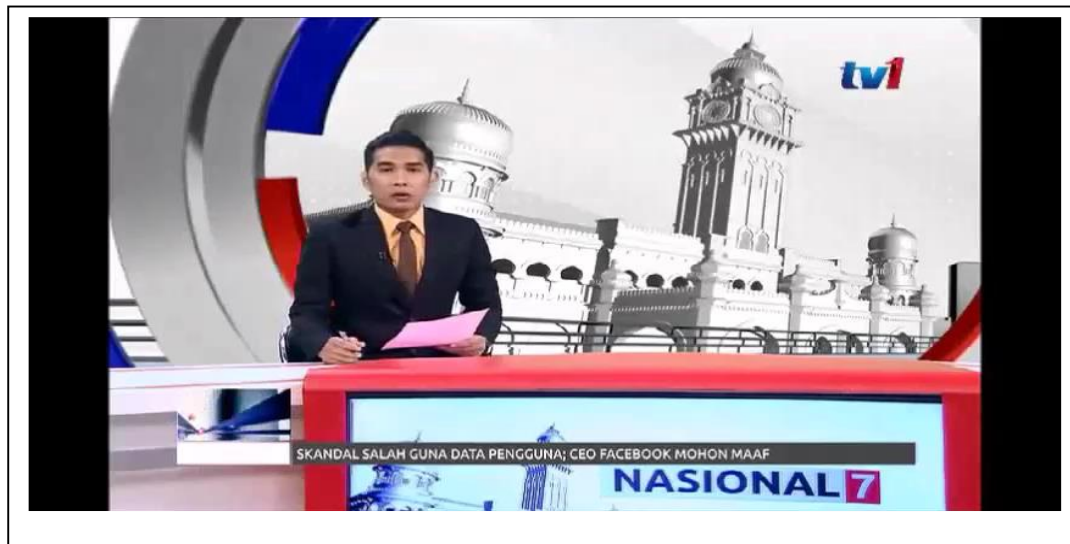 tv1
SKANDAL SALAH GUNA DATA PENGGUNA; CEO FACEBOOK MOHON MAAF
NASIONAL 7